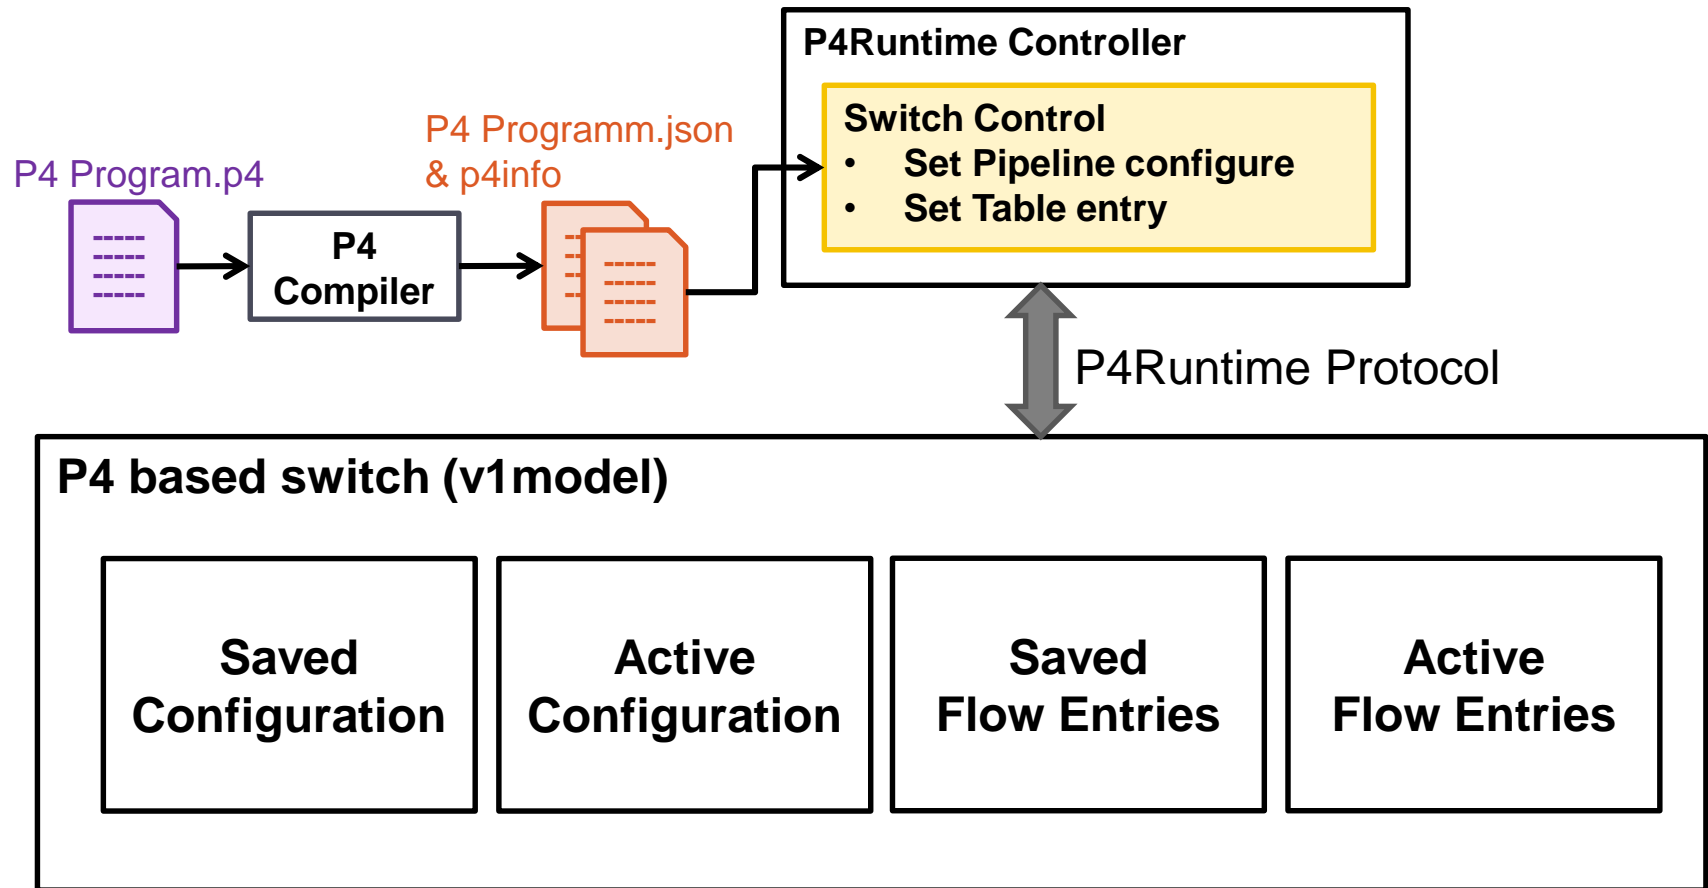 P4Runtime Controller
Switch Control
• Set Pipeline configure
• Set Table entry
P4 Programm.json
& p4info
P4 Program.p4
P4
Compiler
P4Runtime Protocol
P4 based switch (v1model)
Saved
Configuration
Active
Configuration
Saved
Flow Entries
Active
Flow Entries